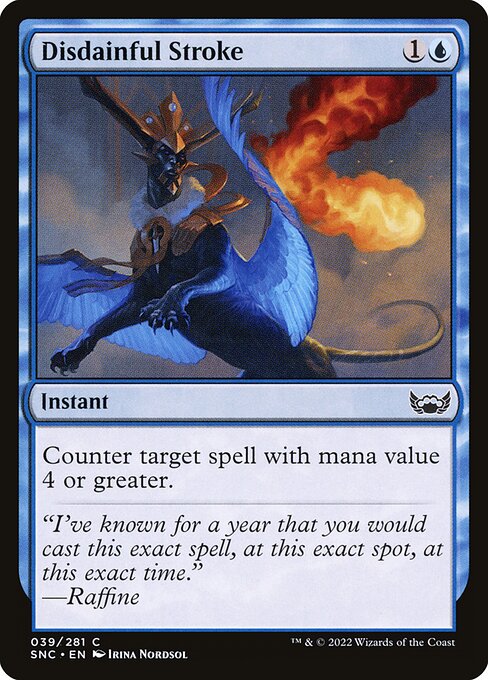 Disdainful Stroke 1
Instant
Counter target spell with mana value
4 or greater.
“I’ve known for a year that you would
cast this exact spell, at this exact spot, at
this exact time.”
—Raffine
039/281 C
SNC • EN Irina Nordsol
™ & © 2022 Wizards of the Coast